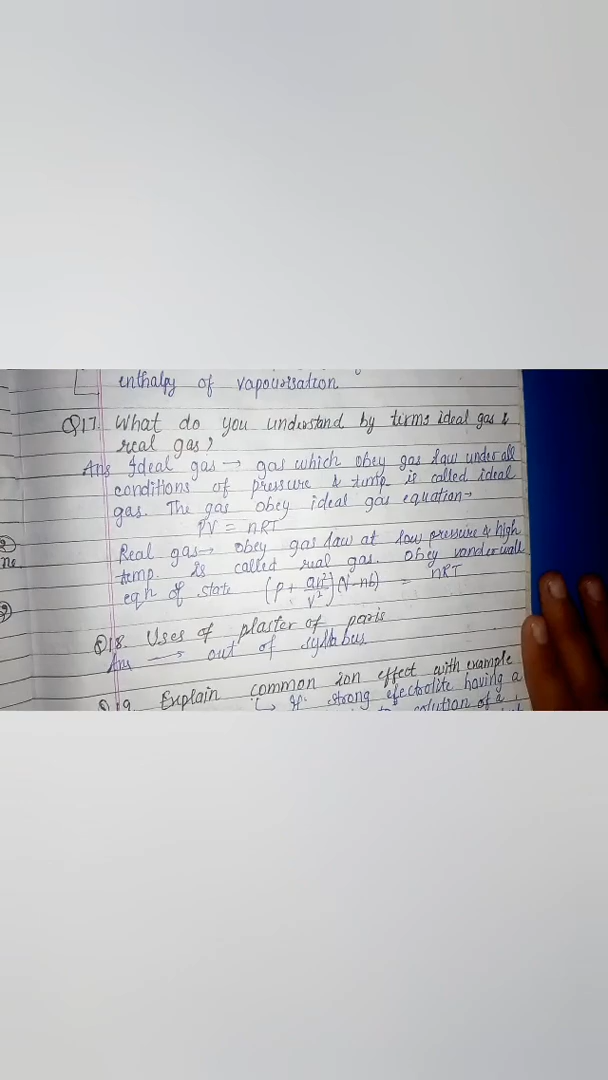 enthalpy of vapourisation
Q17. What do you understand by terms ideal gas &
real gas?
Ans Ideal gas → gas which obey gas law under all
conditions of pressure & temp is called ideal
gas. The gas obey ideal gas equation→
PV = nRT
Real gas→ obey gas law at low pressure & high
temp. is called real gas. Obey vanderwall
eqn of state (P + an²/V²)(V-nb) = nRT
Q18. Uses of plaster of paris
Ans → out of syllabus
Q19 Explain common ion effect with example
↳ If strong electrolite having a
solution of a